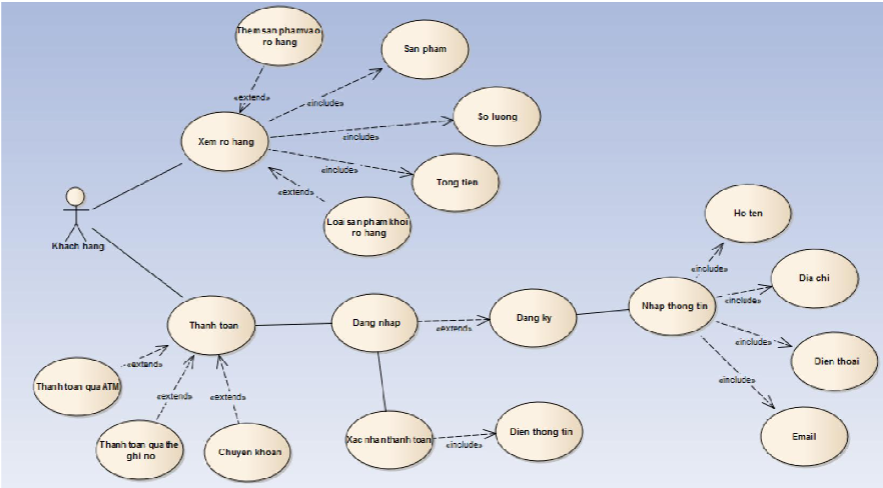 Them san pham vao
ro hang
San pham
«extend»
«include»
So luong
Xem ro hang
«include»
«include»
Tong tien
«extend»
Loai san pham khoi
ro hang
Khach hang
Ho ten
«include»
Dia chi
Nhap thong tin
«include»
Thanh toan
Dang nhap
Dang ky
«extend»
«include»
Dien thoai
«extend»
Thanh toan qua ATM
«include»
«extend»
«extend»
Thanh toan qua the
ghi no
Chuyen khoan
Xac nhan thanh toan
«include»
Dien thong tin
Email